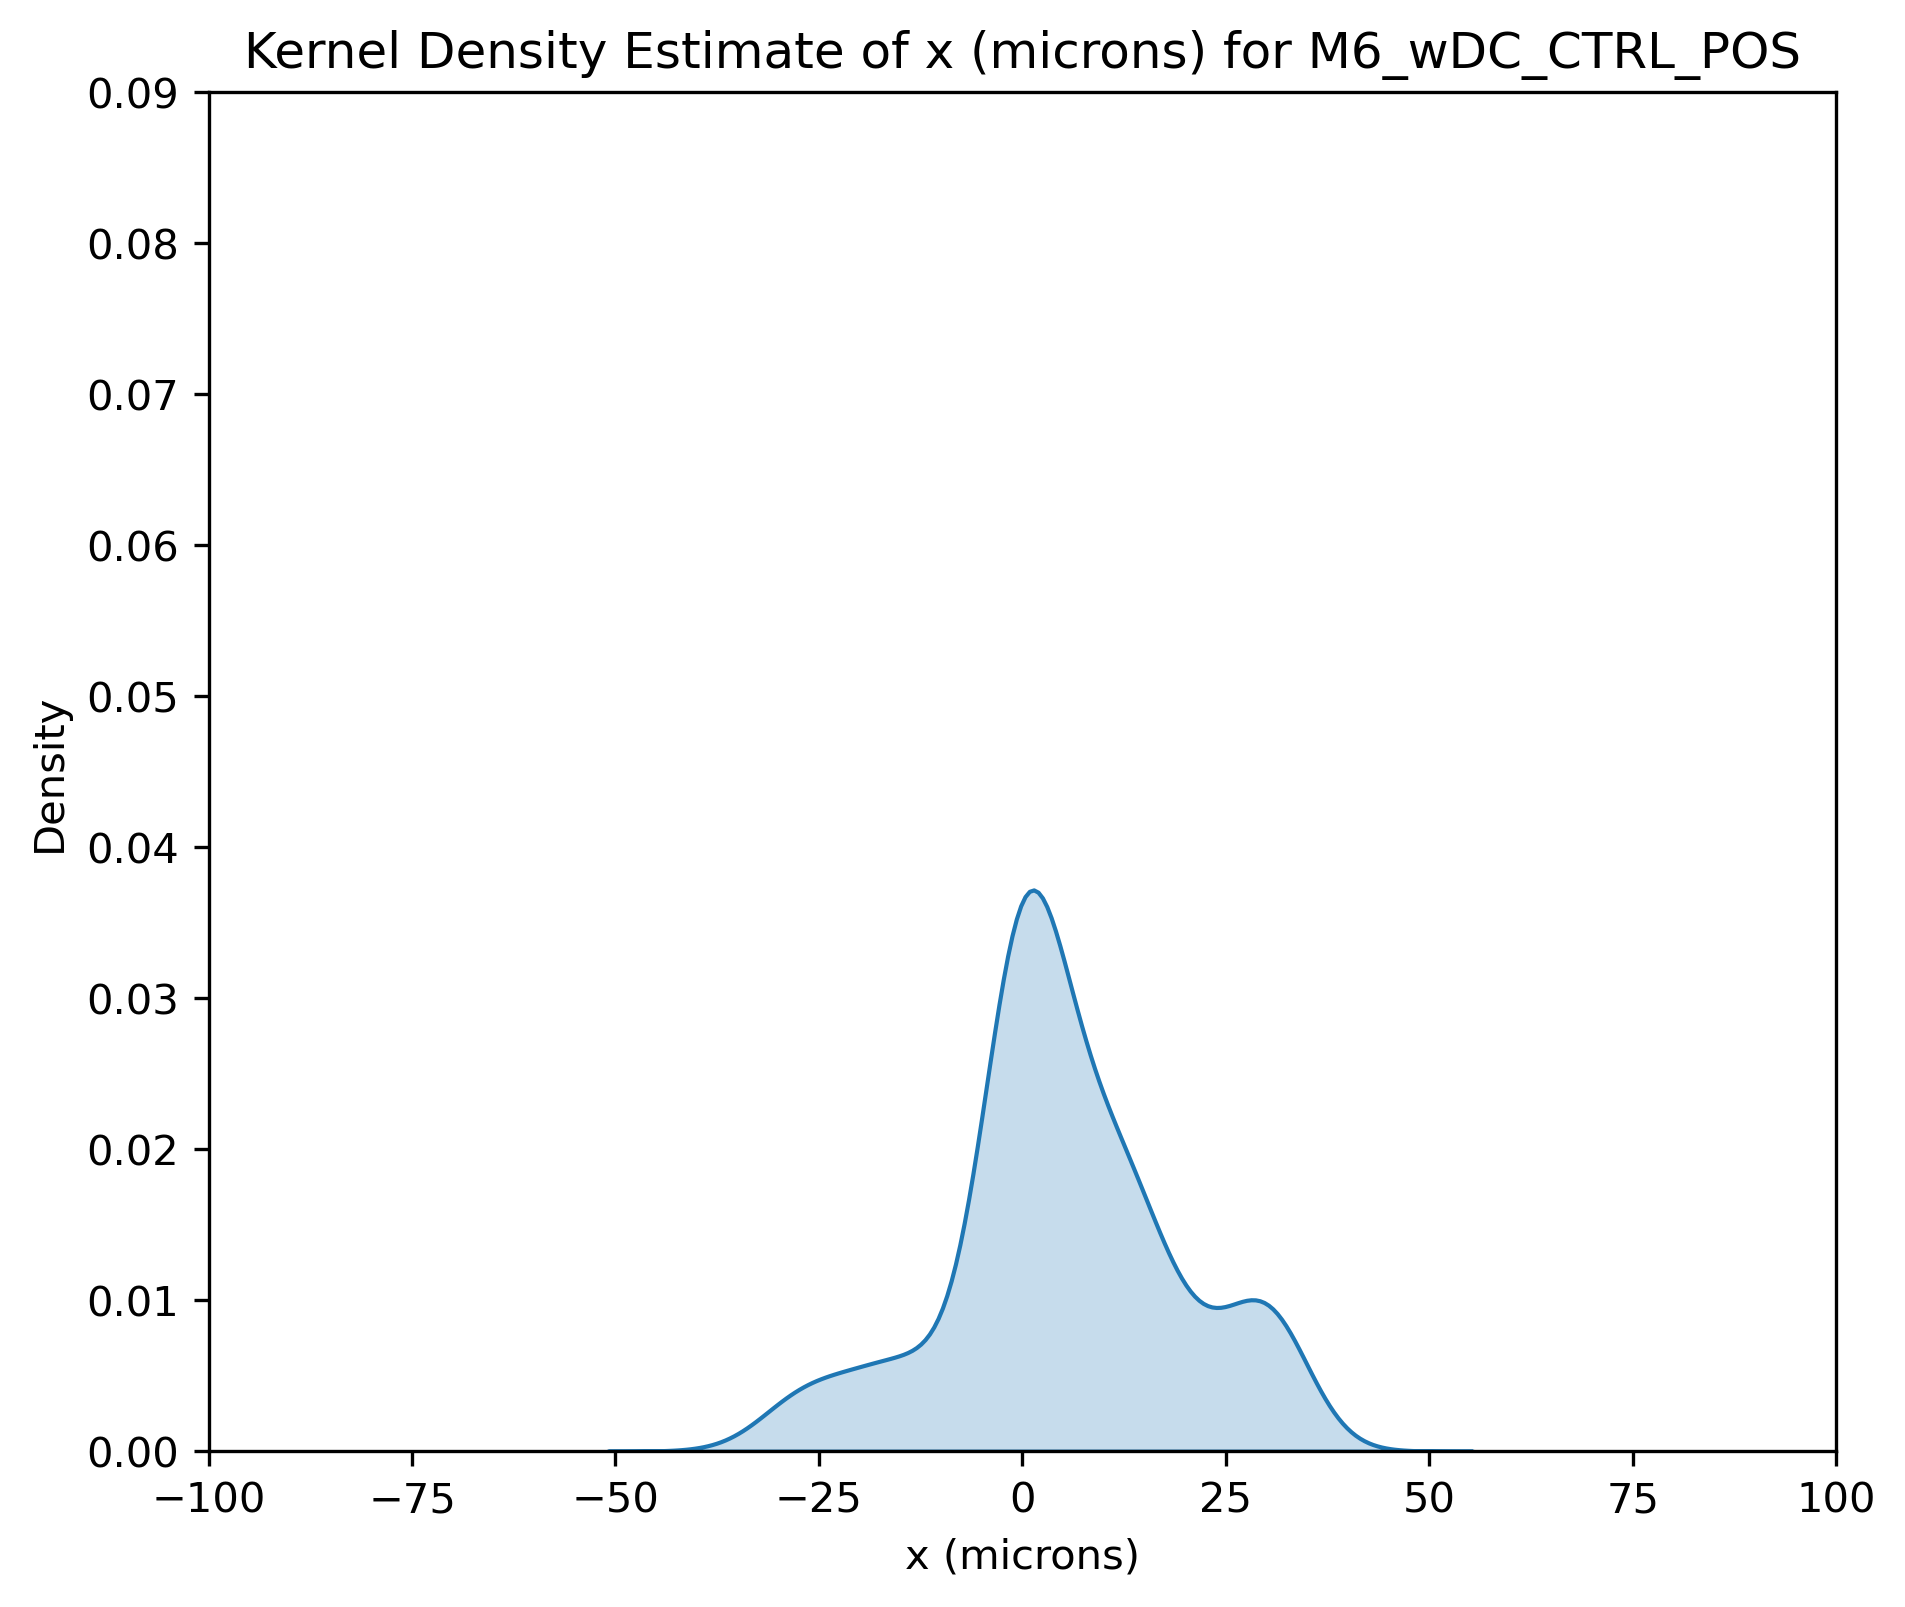 Kernel Density Estimate of x (microns) for M6_wDC_CTRL_POS
0.09
0.08
0.07
0.06
0.05
0.04
0.03
0.02
0.01
0.00
Density
−100 −75 −50 −25 0 25 50 75 100
x (microns)